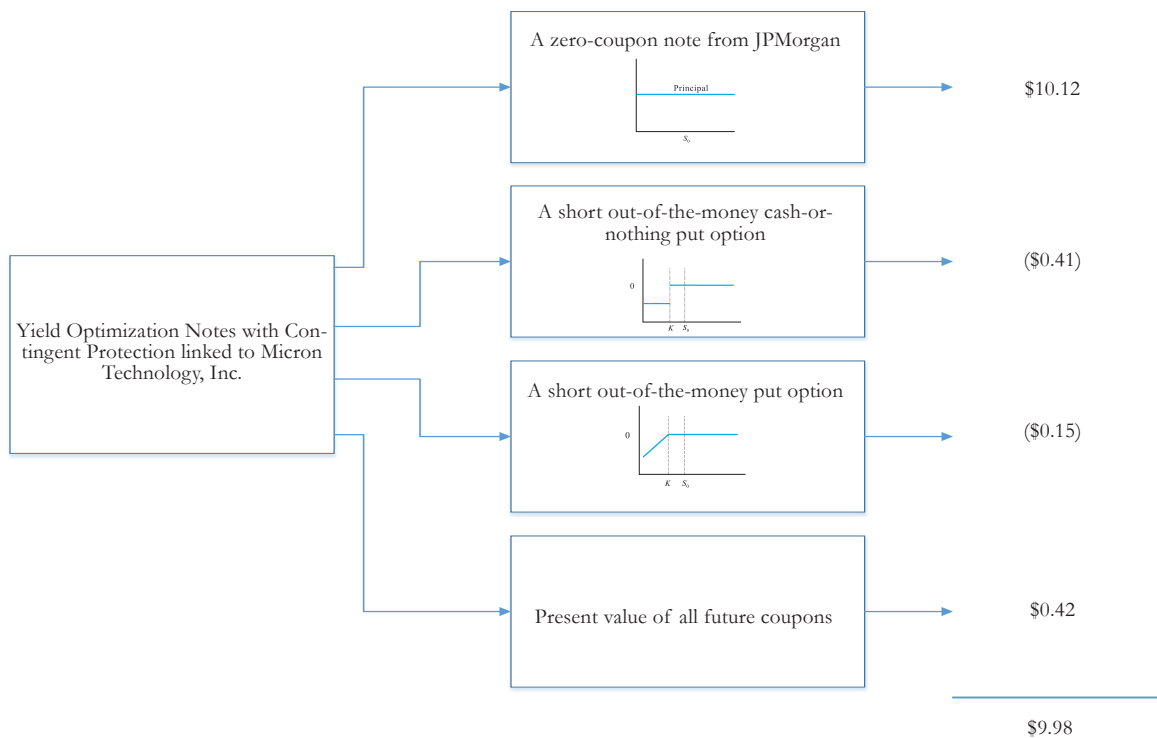 A zero-coupon note from JPMorgan
Principal
S0
$10.12
A short out-of-the-money cash-or-
nothing put option
0
K S0
($0.41)
Yield Optimization Notes with Con-
tingent Protection linked to Micron
Technology, Inc.
A short out-of-the-money put option
0
K S0
($0.15)
Present value of all future coupons
$0.42
$9.98